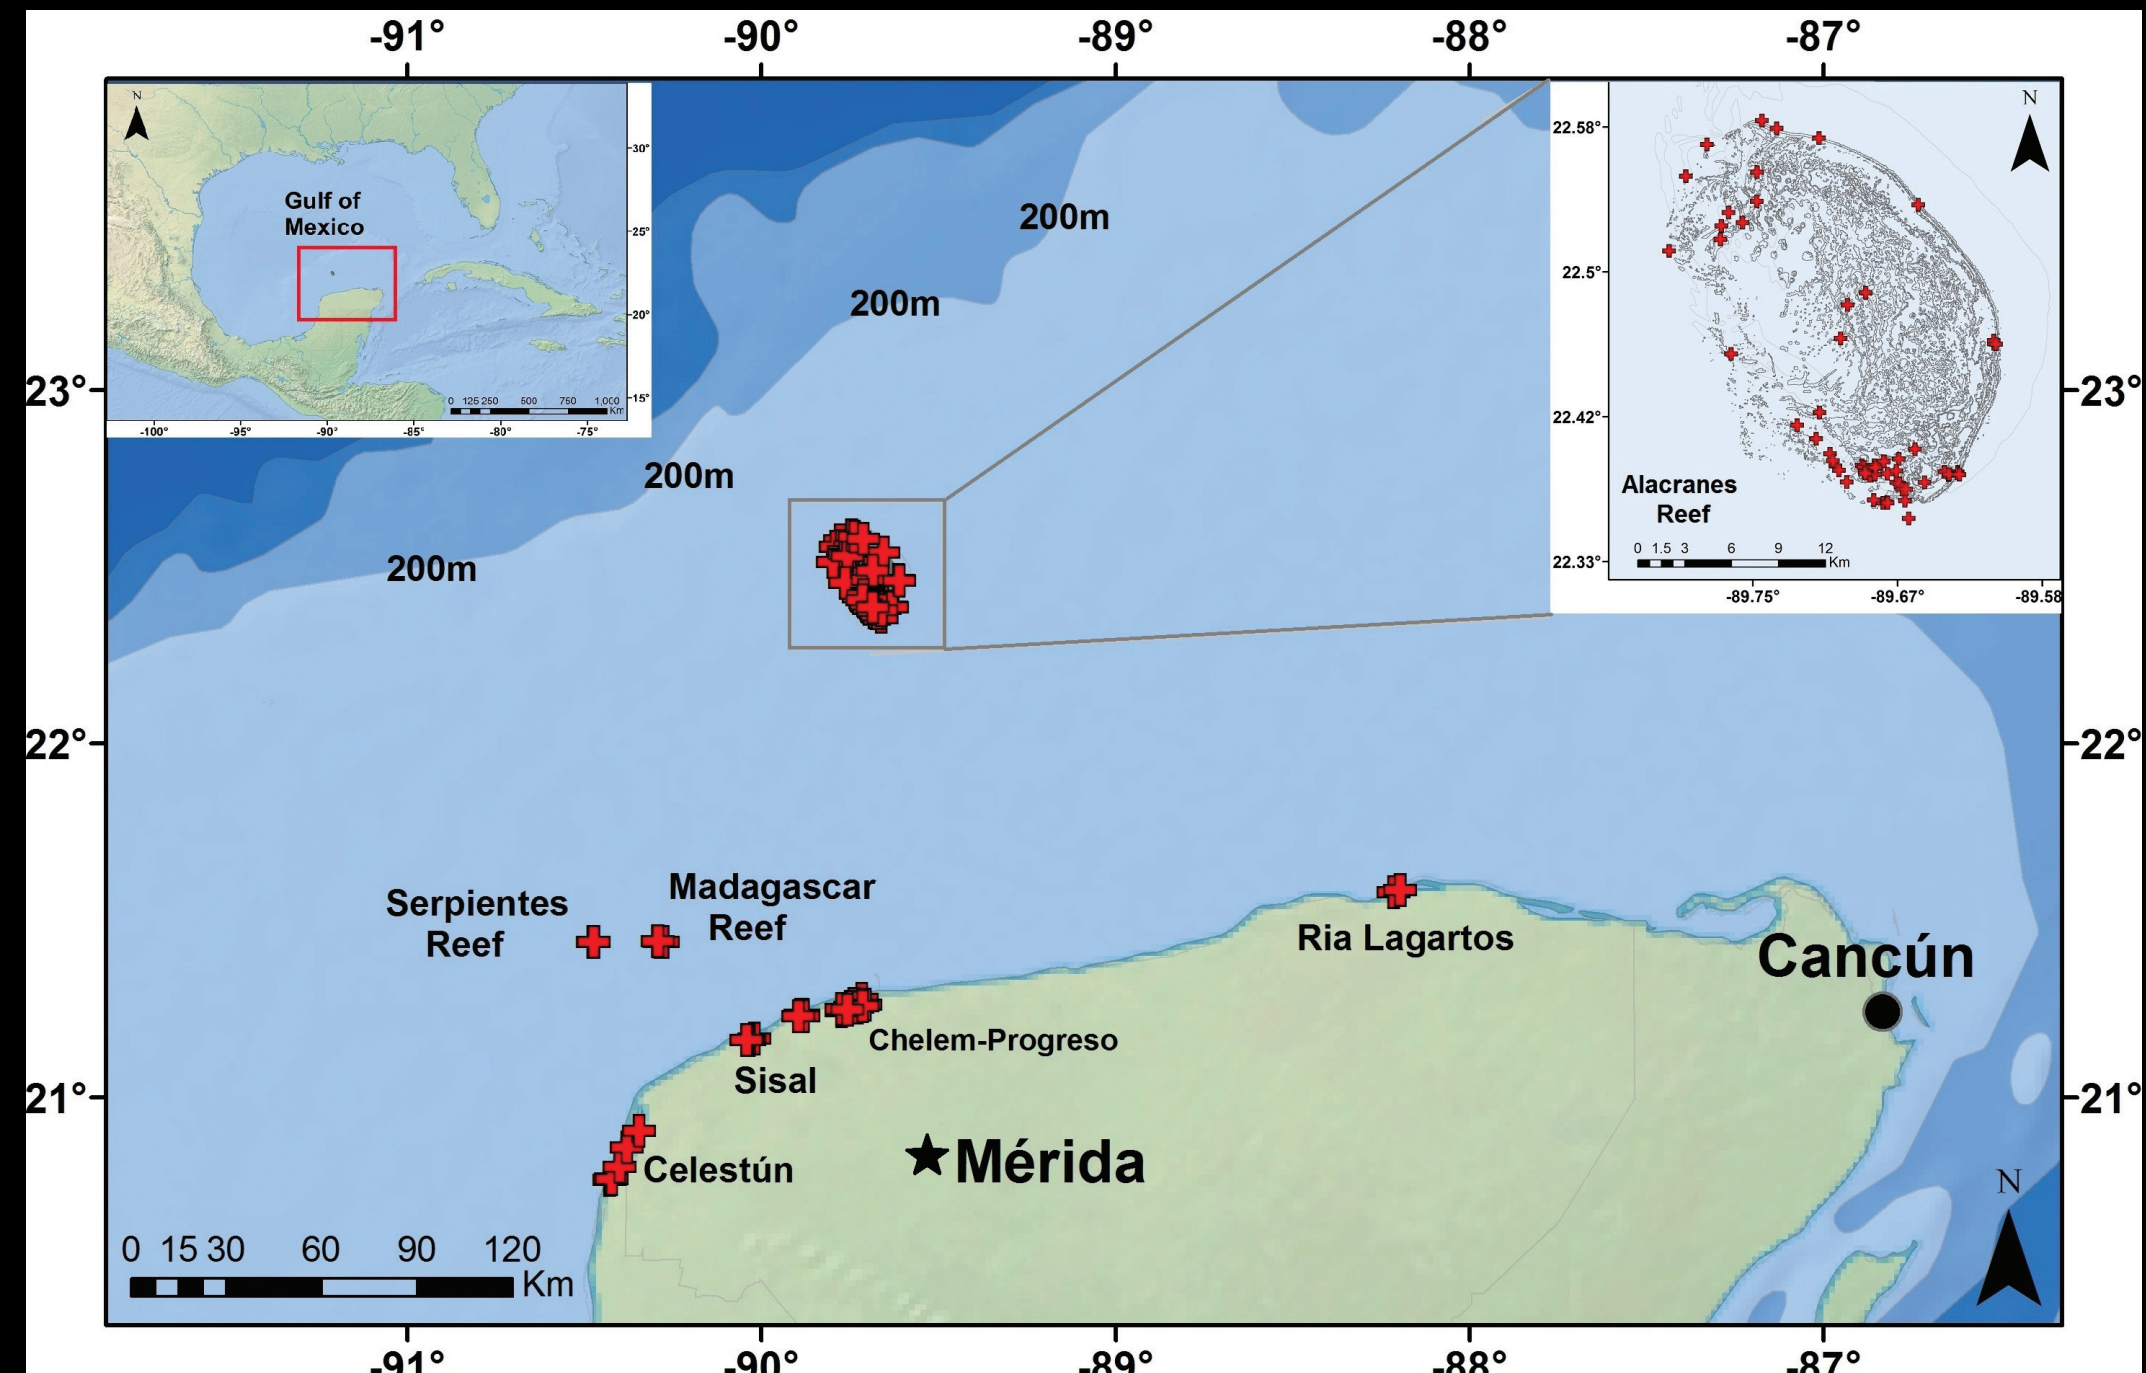 -91° -90° -89° -88° -87°
N
30°
25°
20°
15°
Gulf of
Mexico
0 125 250 500 750 1,000
Km
-100° -95° -90° -85° -80° -75°
200m
200m
200m
200m
N
22.58°
22.5°
22.42°
22.33°
Alacranes
Reef
0 1.5 3 6 9 12
Km
-89.75° -89.67° -89.58
23° 23°
22° 22°
21° 21°
Serpientes
Reef
Madagascar
Reef
Ria Lagartos
Cancún
Chelem-Progreso
Sisal
Celestún
Mérida
N
0 15 30 60 90 120
Km
-91° -90° -89° -88° -87°